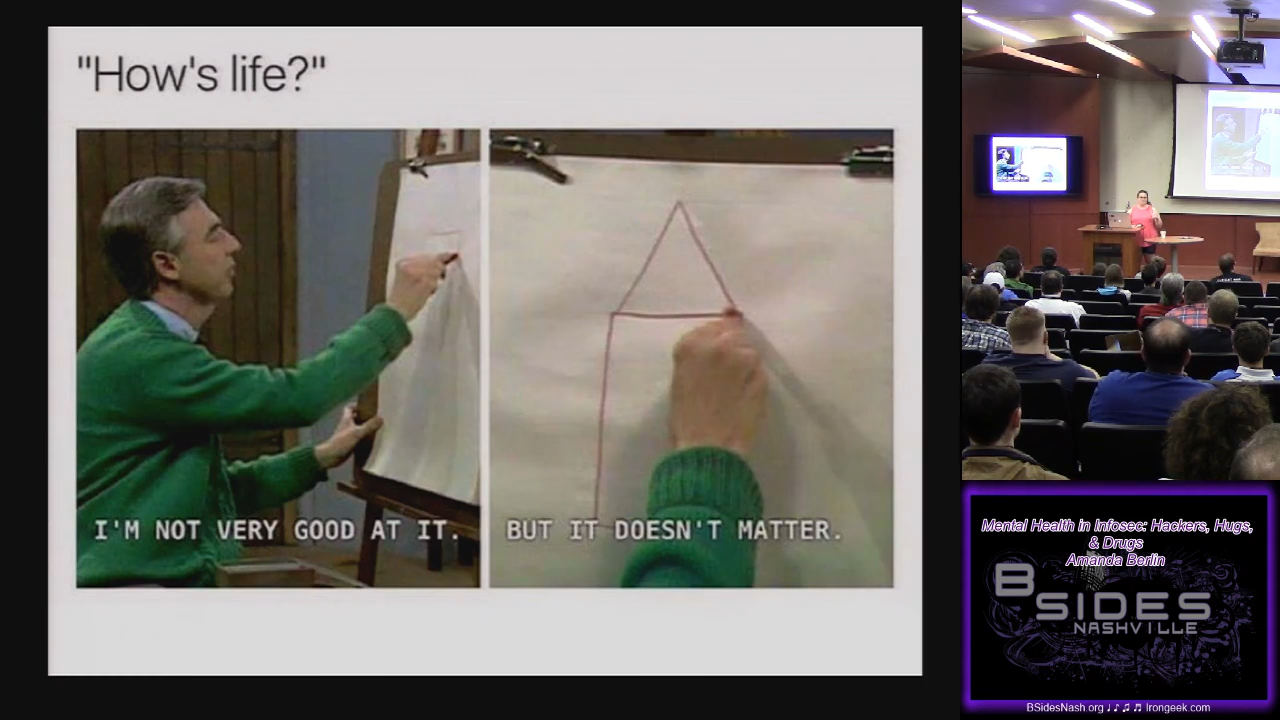 "How's life?"
I'M NOT VERY GOOD AT IT.
BUT IT DOESN'T MATTER.
Mental Health in Infosec: Hackers, Hugs,
& Drugs
Amanda Berlin
BSIDES
NASHVILLE
BSidesNash.org ♩ ♪ ♫ ♬ Irongeek.com